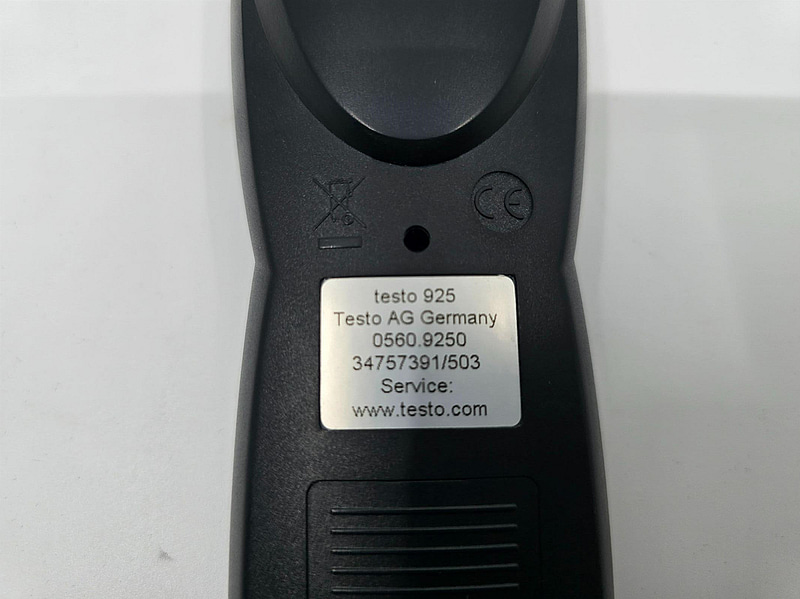 CE
testo 925
Testo AG Germany
0560.9250
34757391/503
Service:
www.testo.com